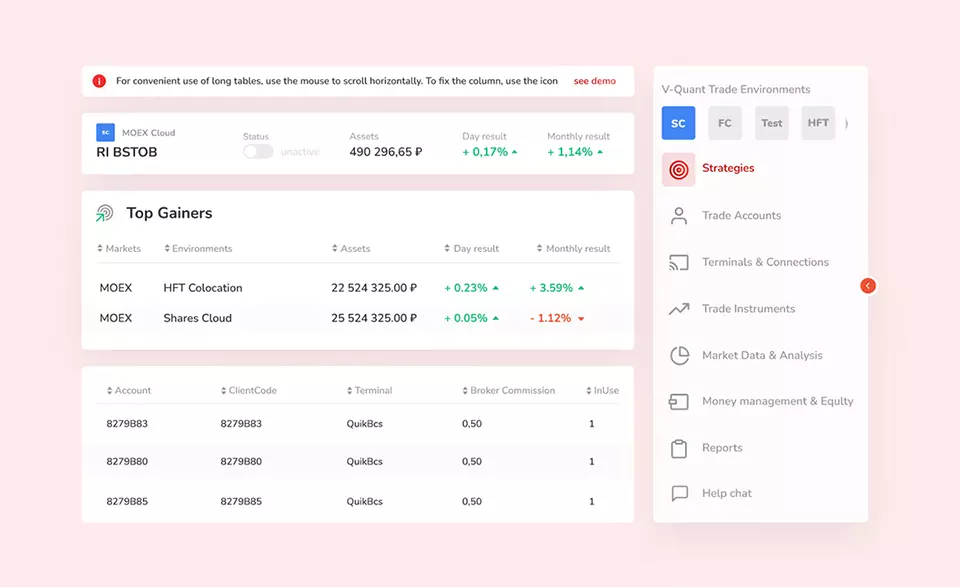 For convenient use of long tables, use the mouse to scroll horizontally. To fix the column, use the icon see demo
SC MOEX Cloud
RI BSTOB
Status
unactive
Assets
490 296,65 ₽
Day result
+ 0,17%
Monthly result
+ 1,14%
Top Gainers
Markets Environments Assets Day result Monthly result
MOEX HFT Colocation 22 524 325.00 ₽ + 0.23% + 3.59%
MOEX Shares Cloud 25 524 325.00 ₽ + 0.05% - 1.12%
Account ClientCode Terminal Broker Commission InUse
8279B83 8279B83 QuikBcs 0,50 1
8279B80 8279B80 QuikBcs 0,50 1
8279B85 8279B85 QuikBcs 0,50 1
V-Quant Trade Environments
SC FC Test HFT
Strategies
Trade Accounts
Terminals & Connections
Trade Instruments
Market Data & Analysis
Money management & Equlty
Reports
Help chat